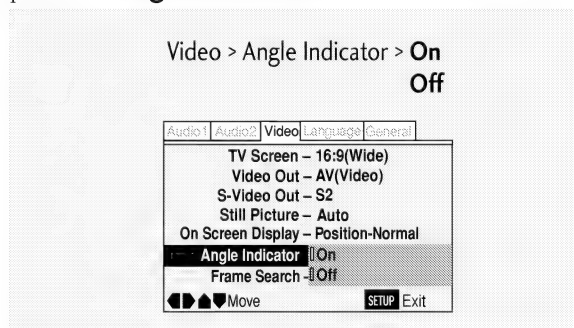 Video > Angle Indicator > On
Off
Audio1 Audio2 Video Language General
TV Screen – 16:9(Wide)
Video Out – AV(Video)
S-Video Out – S2
Still Picture – Auto
On Screen Display – Position-Normal
Angle Indicator On
Frame Search - Off
Move SETUP Exit